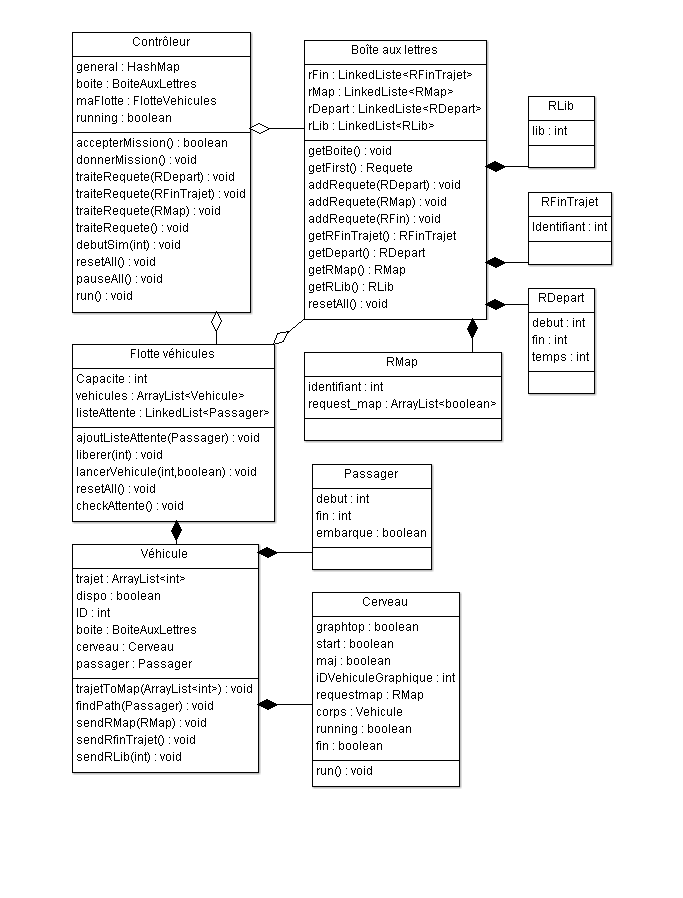 Contrôleur
general : HashMap
boite : BoiteAuxLettres
maFlotte : FlotteVehicules
running : boolean
accepterMission() : boolean
donnerMission() : void
traiteRequete(RDepart) : void
traiteRequete(RFinTrajet) : void
traiteRequete(RMap) : void
traiteRequete() : void
debutSim(int) : void
resetAll() : void
pauseAll() : void
run() : void
Boîte aux lettres
rFin : LinkedListe<RFinTrajet>
rMap : LinkedListe<RMap>
rDepart : LinkedListe<RDepart>
rLib : LinkedList<RLib>
getBoite() : void
getFirst() : Requete
addRequete(RDepart) : void
addRequete(RMap) : void
addRequete(RFin) : void
getRFinTrajet() : RFinTrajet
getDepart() : RDepart
getRMap() : RMap
getRLib() : RLib
resetAll() : void
RLib
lib : int
RFinTrajet
Identifiant : int
RDepart
debut : int
fin : int
temps : int
Flotte véhicules
Capacite : int
vehicules : ArrayList<Vehicule>
listeAttente : LinkedList<Passager>
ajoutListeAttente(Passager) : void
liberer(int) : void
lancerVehicule(int,boolean) : void
resetAll() : void
checkAttente() : void
RMap
identifiant : int
request_map : ArrayList<boolean>
Passager
debut : int
fin : int
embarque : boolean
Véhicule
trajet : ArrayList<int>
dispo : boolean
ID : int
boite : BoiteAuxLettres
cerveau : Cerveau
passager : Passager
trajetToMap(ArrayList<int>) : void
findPath(Passager) : void
sendRMap(RMap) : void
sendRfinTrajet() : void
sendRLib(int) : void
Cerveau
graphtop : boolean
start : boolean
maj : boolean
iDVehiculeGraphique : int
requestmap : RMap
corps : Vehicule
running : boolean
fin : boolean
run() : void